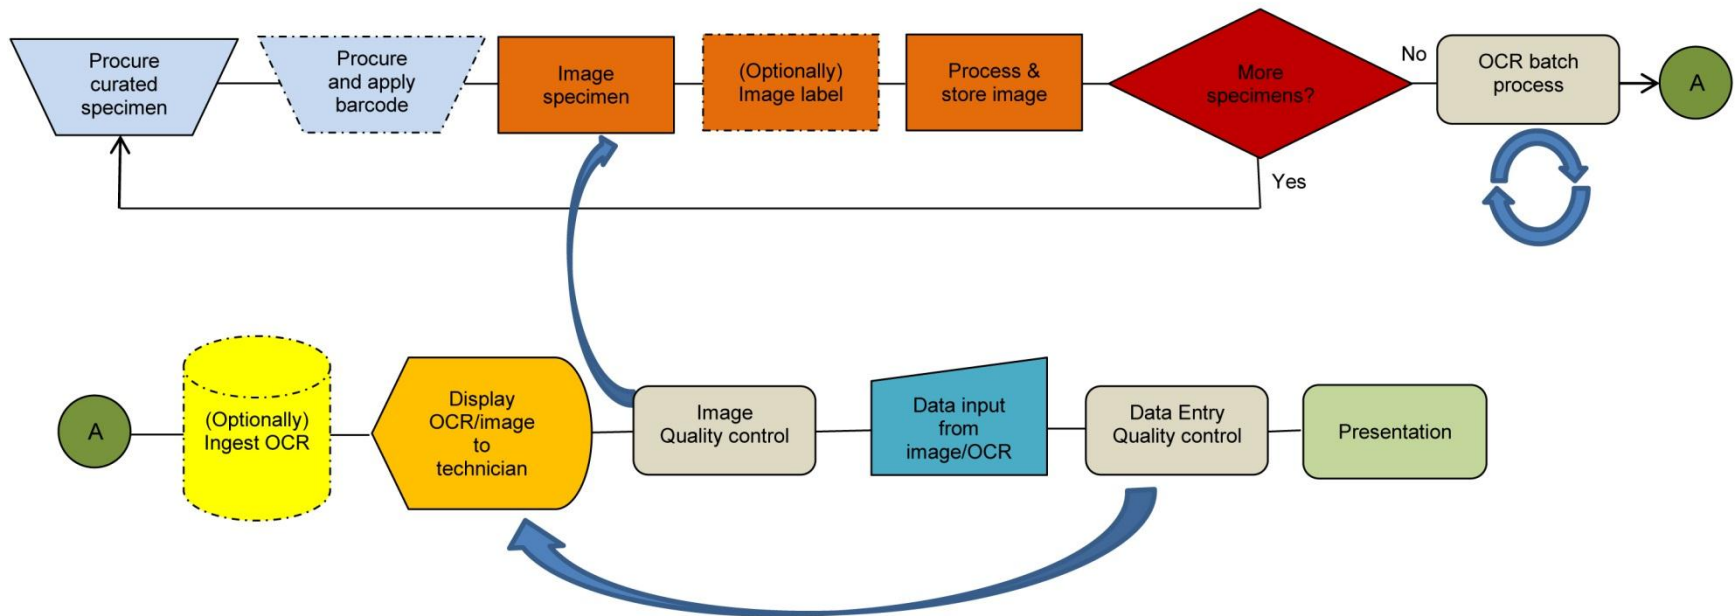 Procure
curated
specimen
Procure
and apply
barcode
Image
specimen
(Optionally)
Image label
Process &
store image
More
specimens?
No
Yes
OCR batch
process
A
A
(Optionally)
Ingest OCR
Display
OCR/image
to
technician
Image
Quality control
Data input
from
image/OCR
Data Entry
Quality control
Presentation